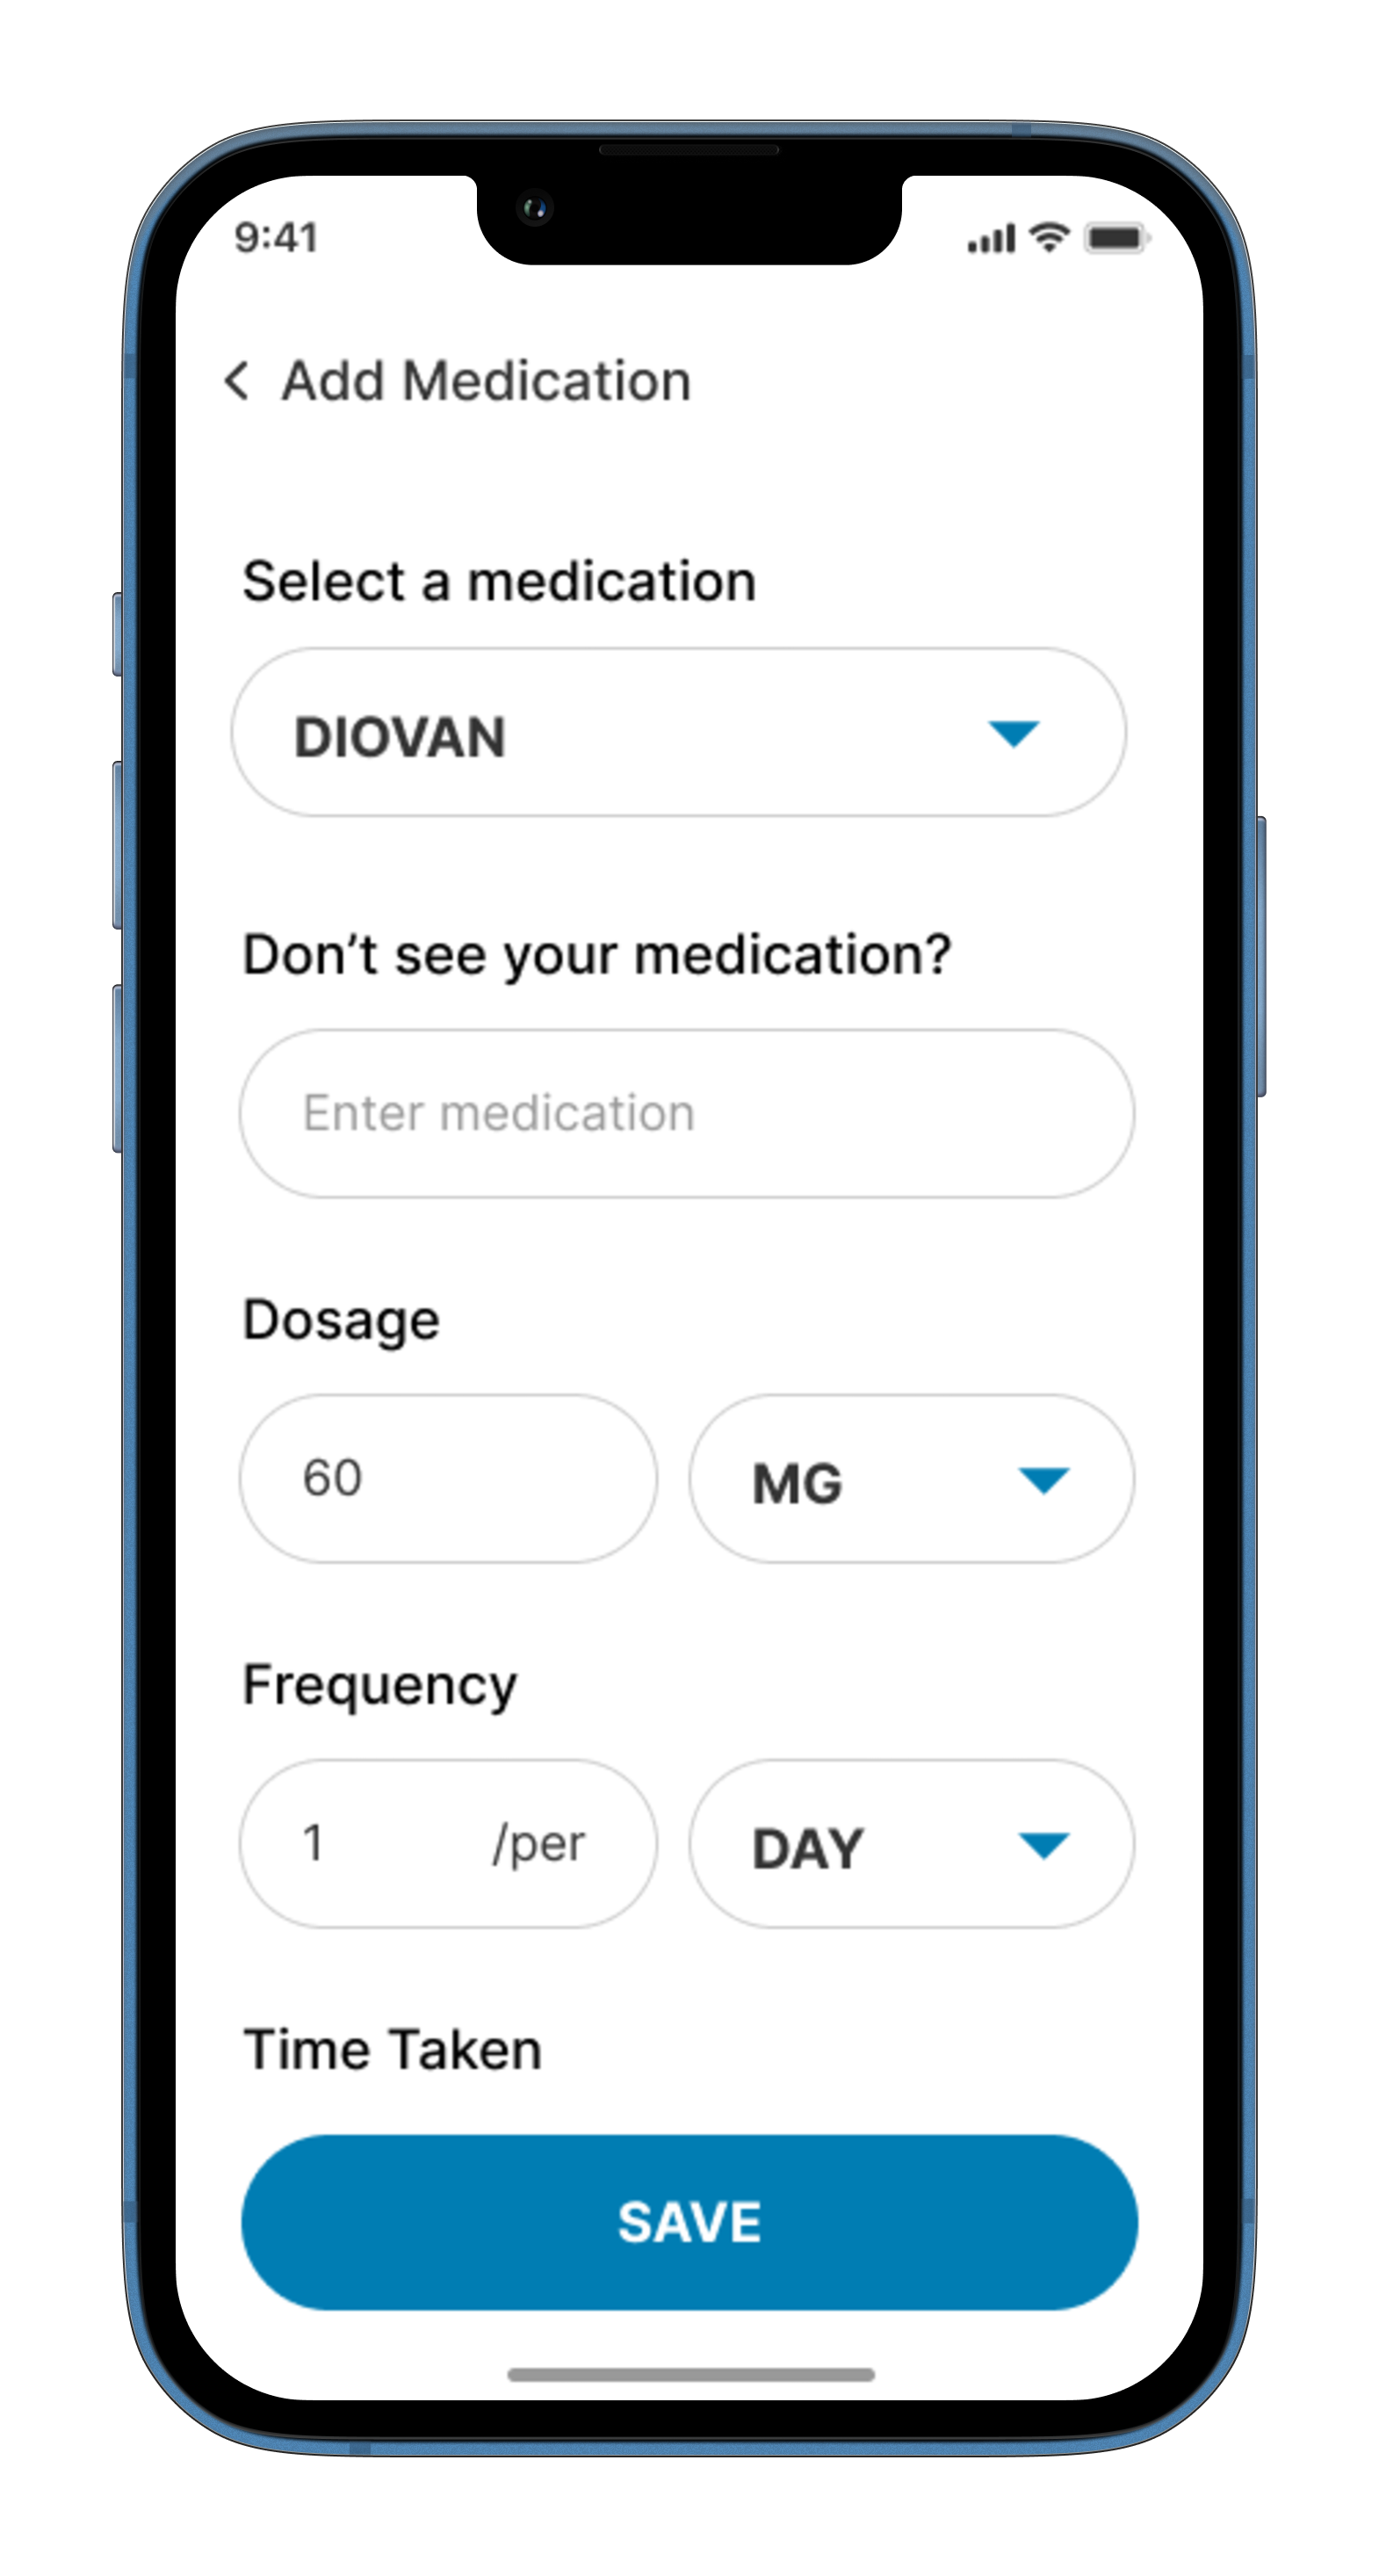 9:41
Add Medication
Select a medication
DIOVAN
Don’t see your medication?
Enter medication
Dosage
60 MG
Frequency
1 /per DAY
Time Taken
SAVE